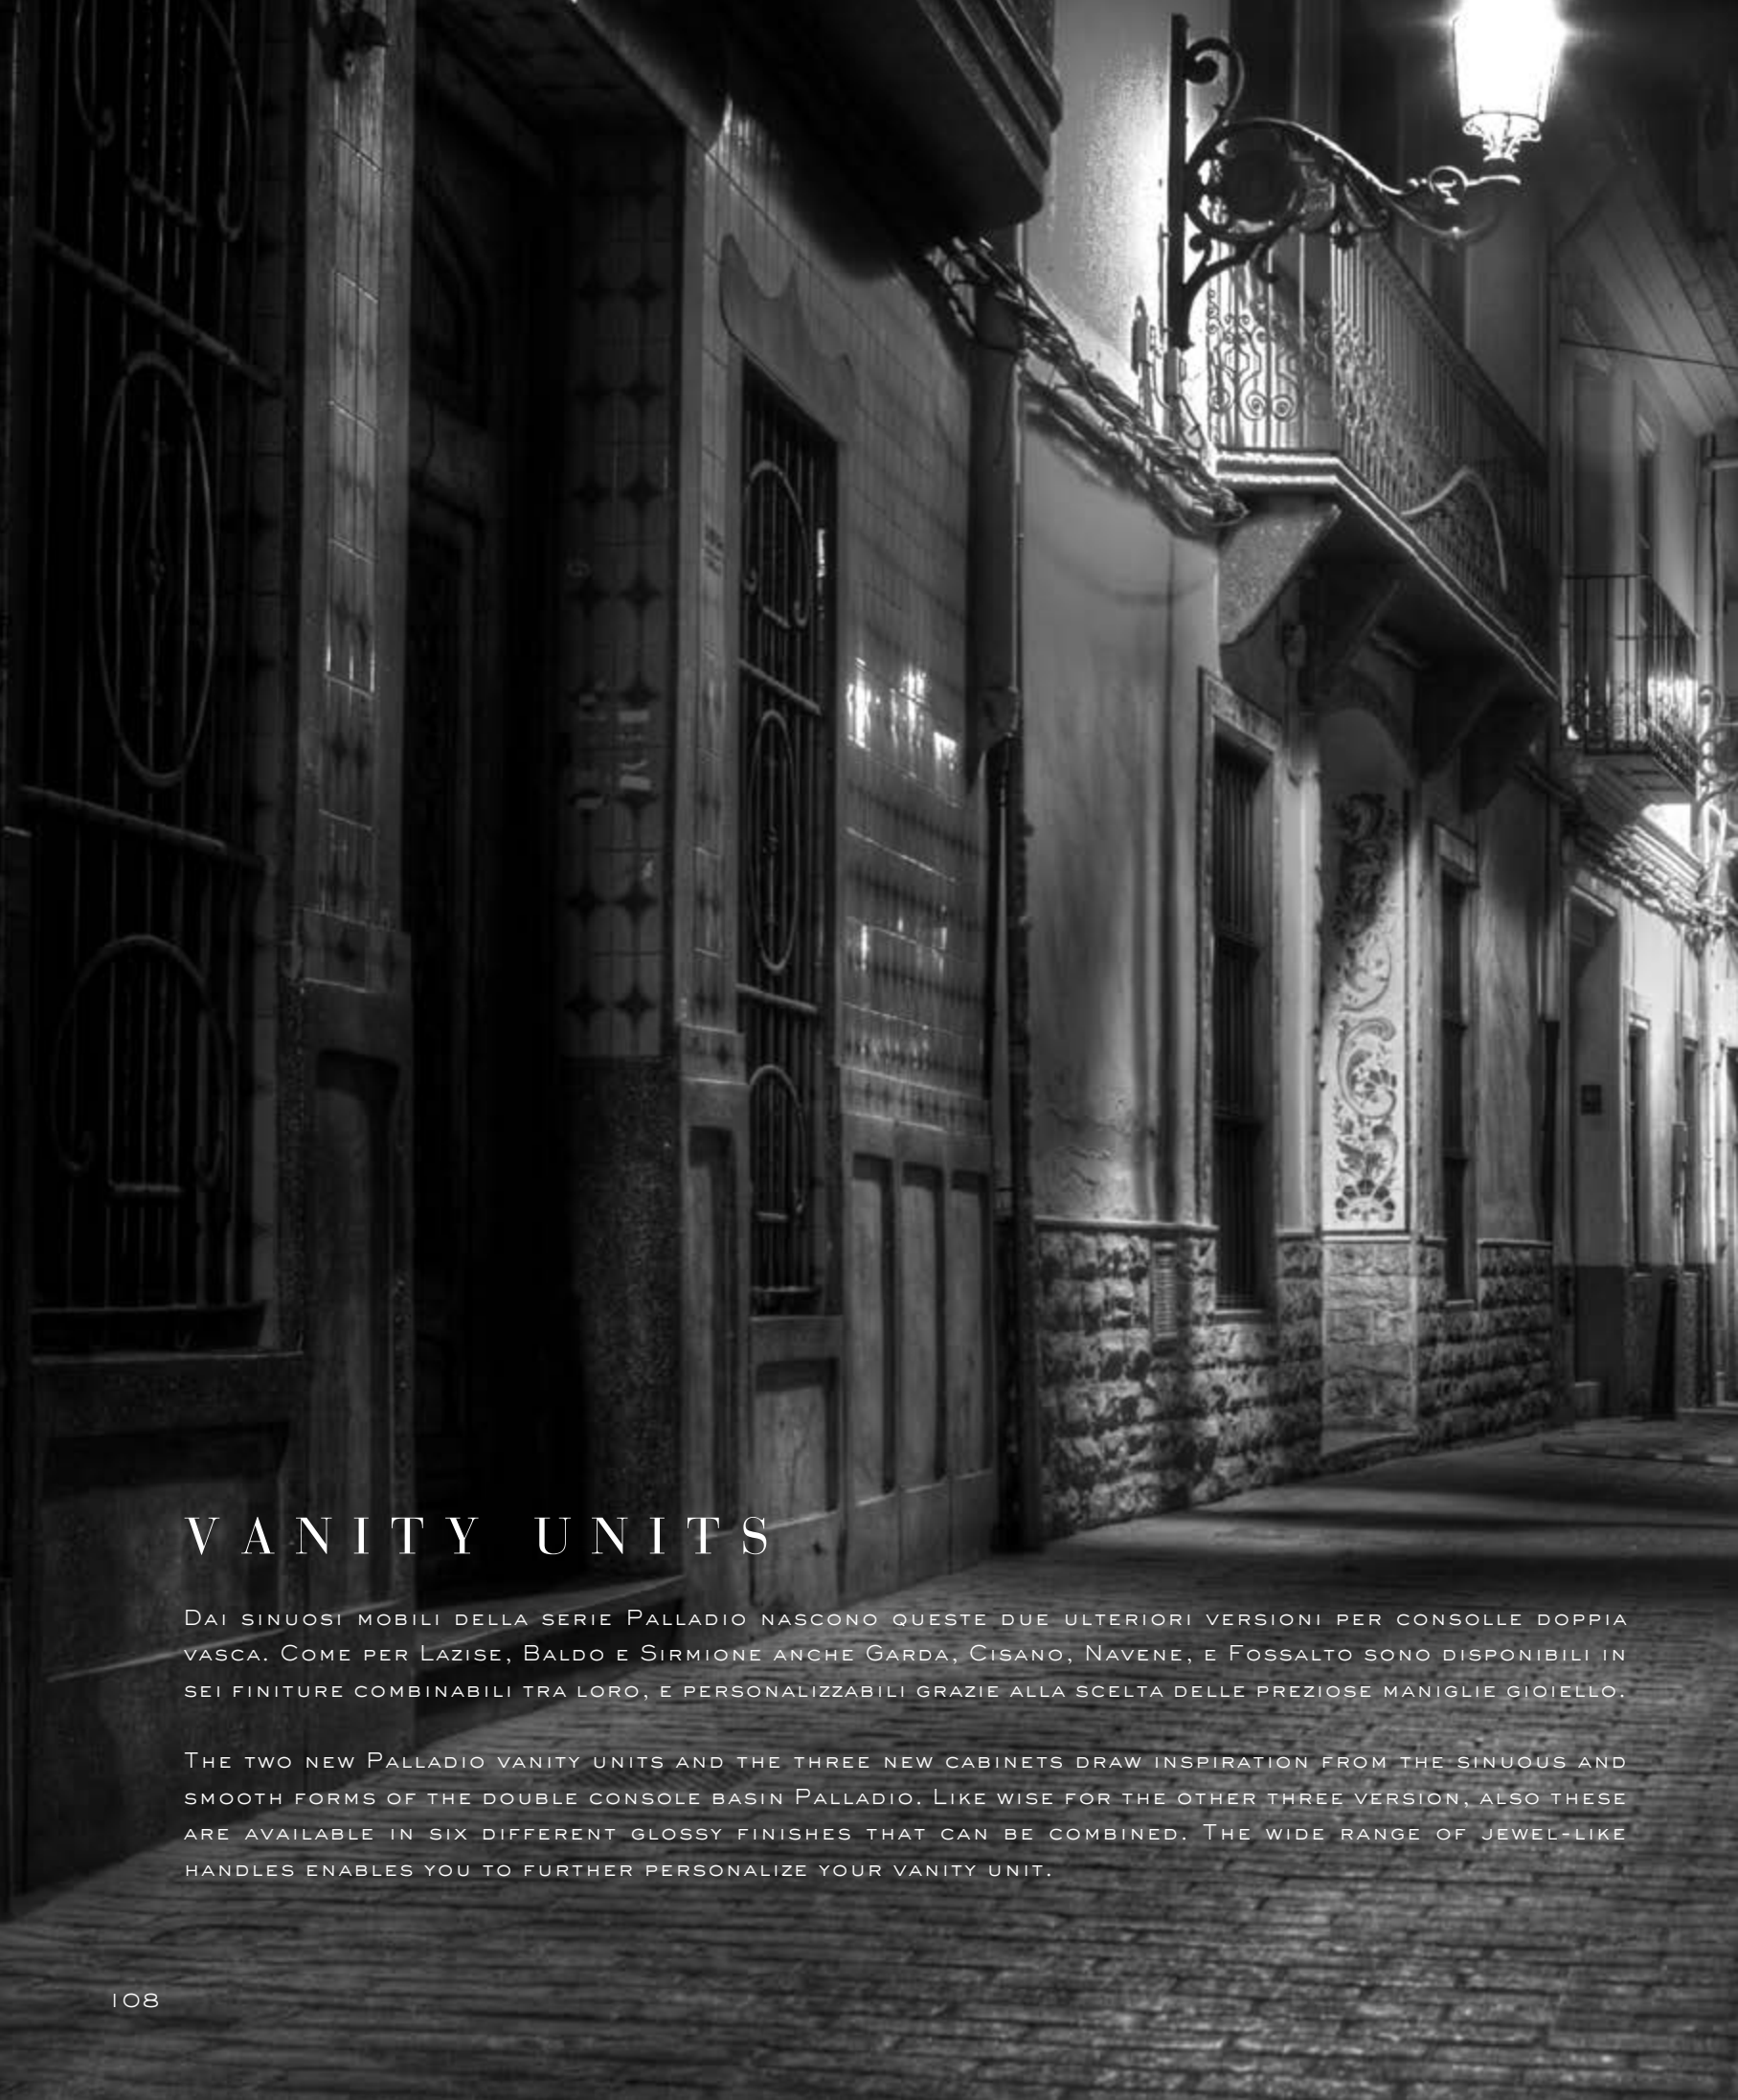 VANITY UNITS
Dai sinuosi mobili della serie Palladio nascono queste due ulteriori versioni per consolle doppia
vasca. Come per Lazise, Baldo e Sirmione anche Garda, Cisano, Navene, e Fossalto sono disponibili in
sei finiture combinabili tra loro, e personalizzabili grazie alla scelta delle preziose maniglie gioiello.
The two new Palladio vanity units and the three new cabinets draw inspiration from the sinuous and
smooth forms of the double console basin Palladio. Like wise for the other three version, also these
are available in six different glossy finishes that can be combined. The wide range of jewel-like
handles enables you to further personalize your vanity unit.
108